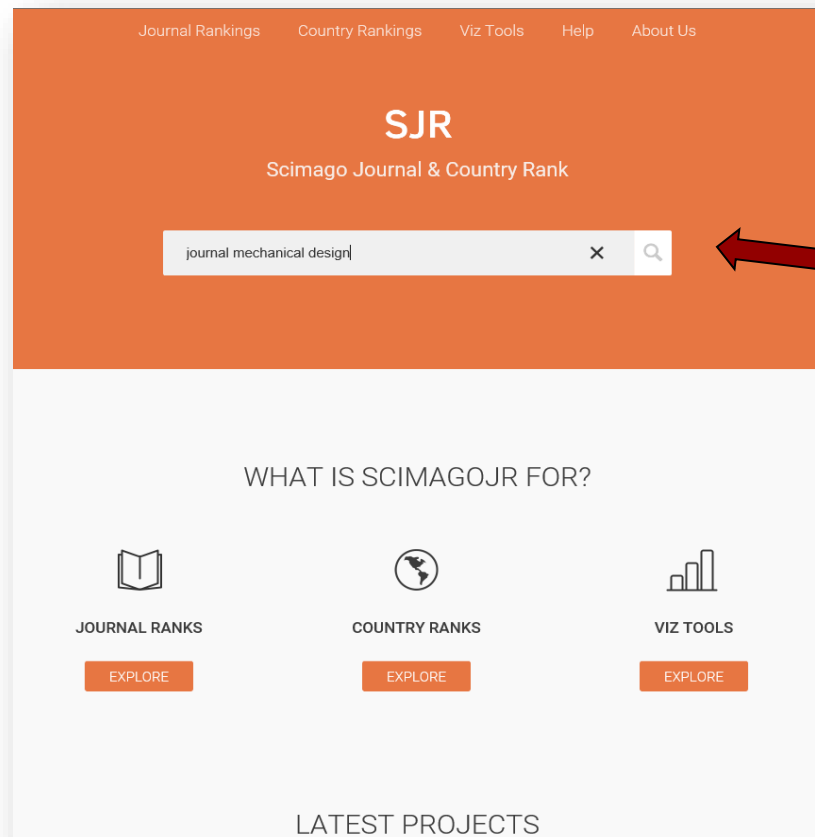 Journal Rankings Country Rankings Viz Tools Help About Us
SJR
Scimago Journal & Country Rank
journal mechanical design
WHAT IS SCIMAGOJR FOR?
JOURNAL RANKS COUNTRY RANKS VIZ TOOLS
EXPLORE EXPLORE EXPLORE
LATEST PROJECTS